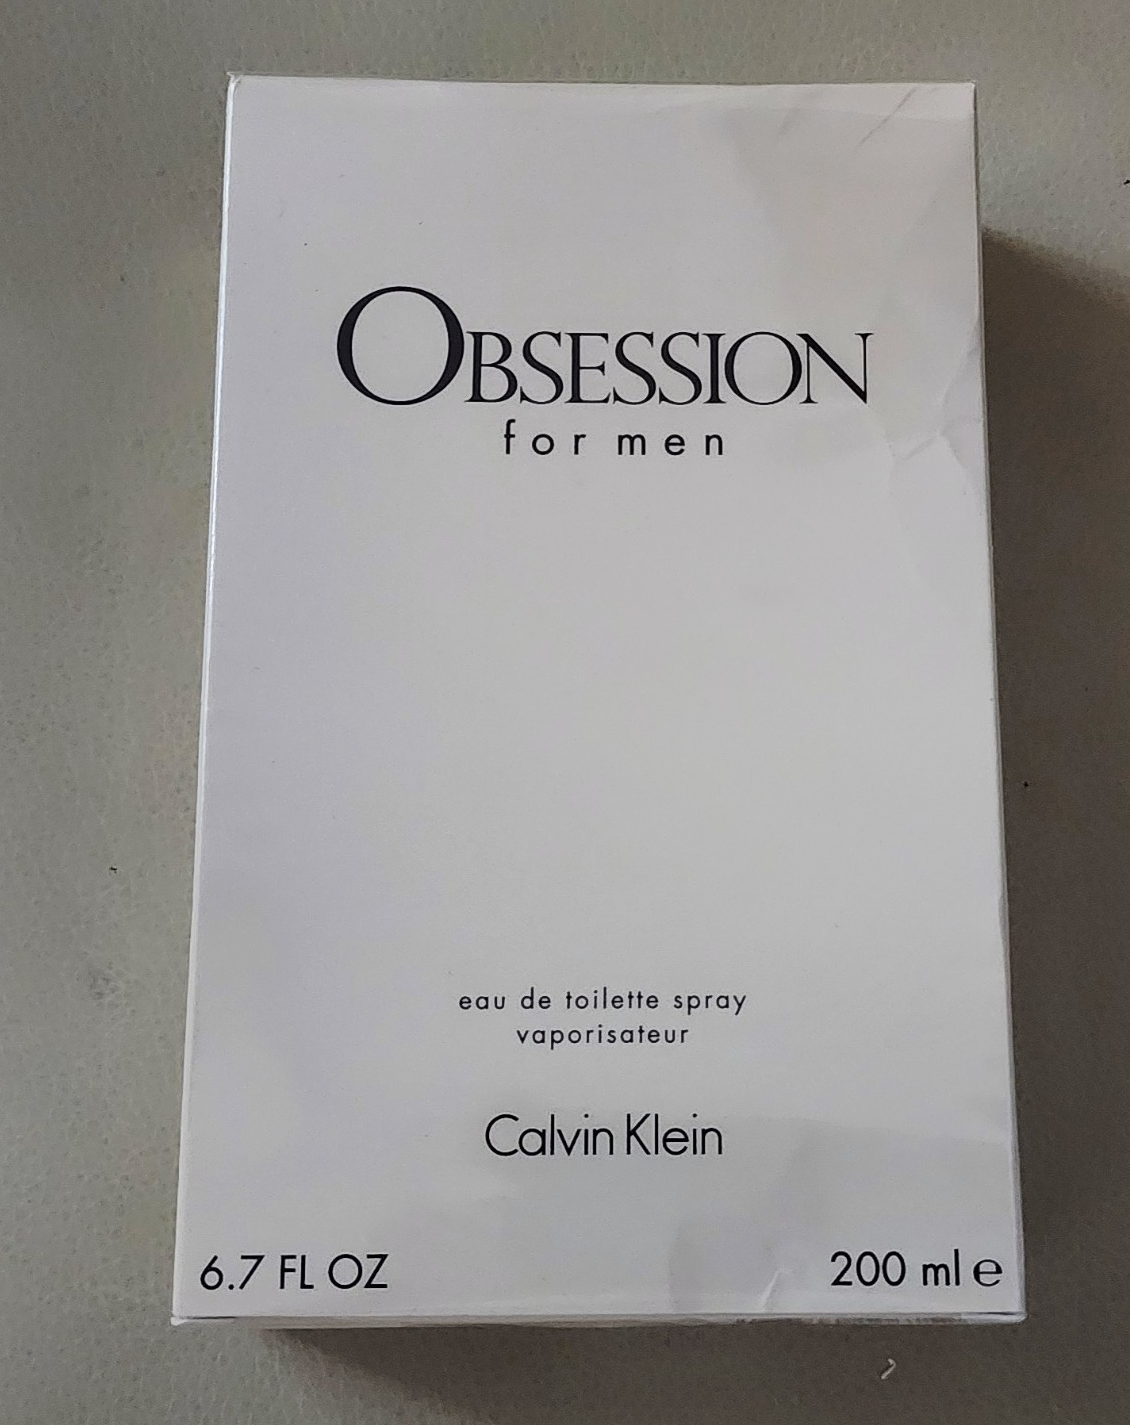 OBSESSION
for men
eau de toilette spray
vaporisateur
Calvin Klein
6.7 FL OZ
200 ml ℮